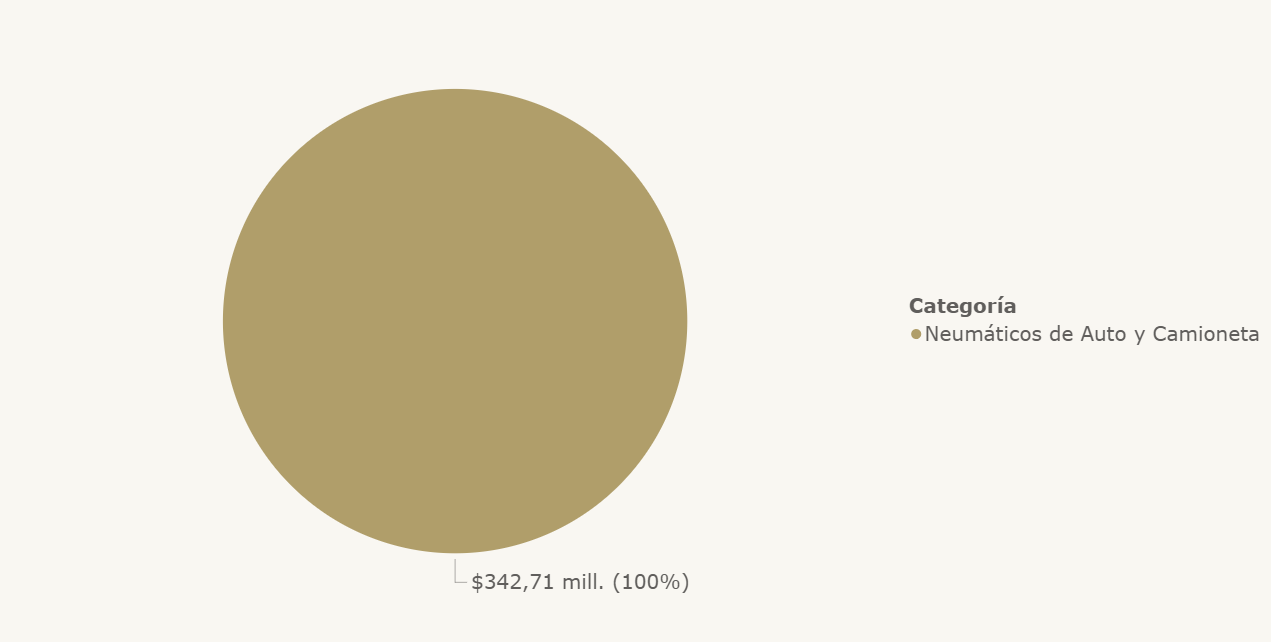 Categoría
Neumáticos de Auto y Camioneta
$342,71 mill. (100%)